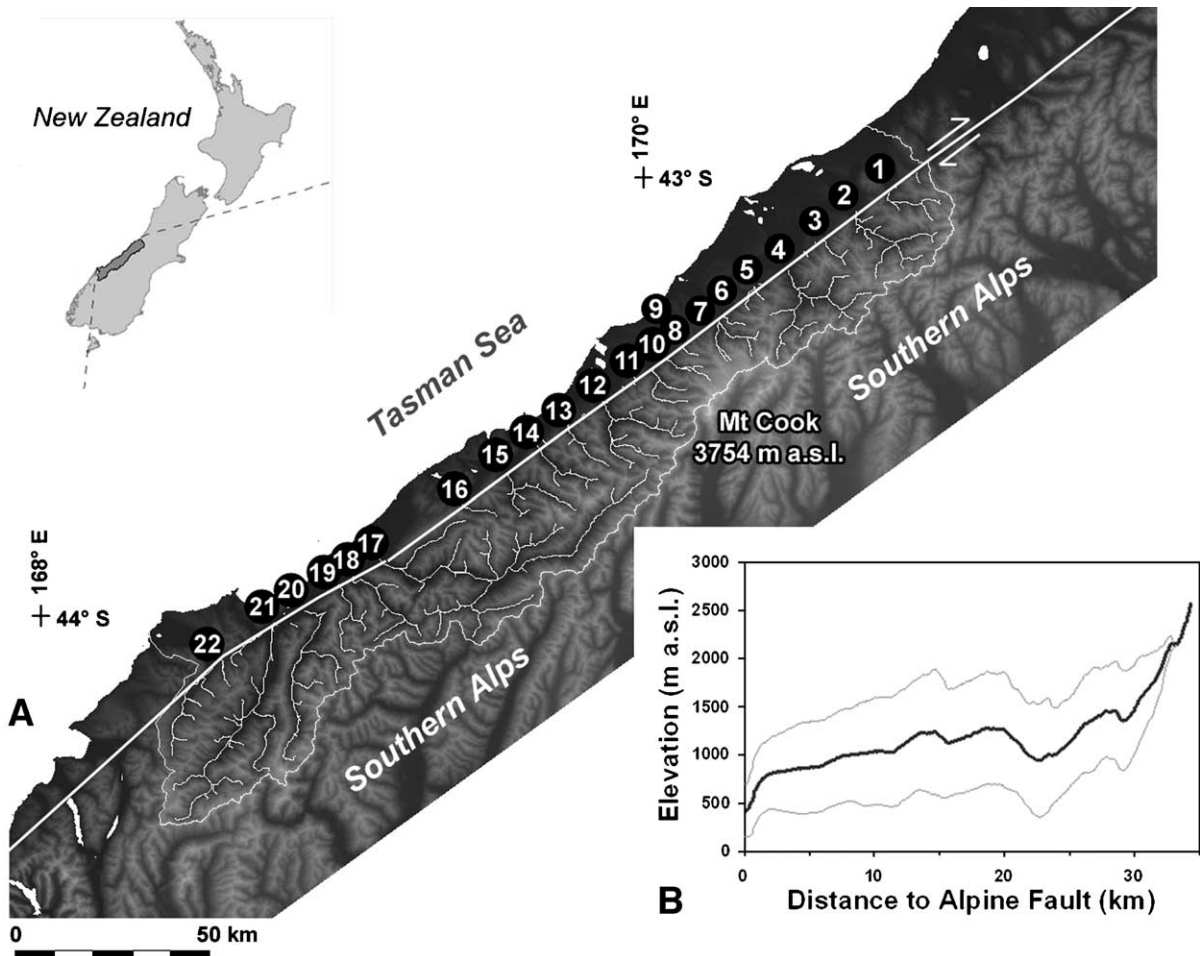 New Zealand
170° E
43° S
1
2
3
4
5
6
7
8
9
10
11
12
13
14
15
16
17
18
19
20
21
22
Tasman Sea
Southern Alps
Mt Cook
3754 m a.s.l.
168° E
44° S
Southern Alps
A
0 50 km
3000
2500
2000
1500
1000
500
0
Elevation (m a.s.l.)
0 10 20 30
Distance to Alpine Fault (km)
B